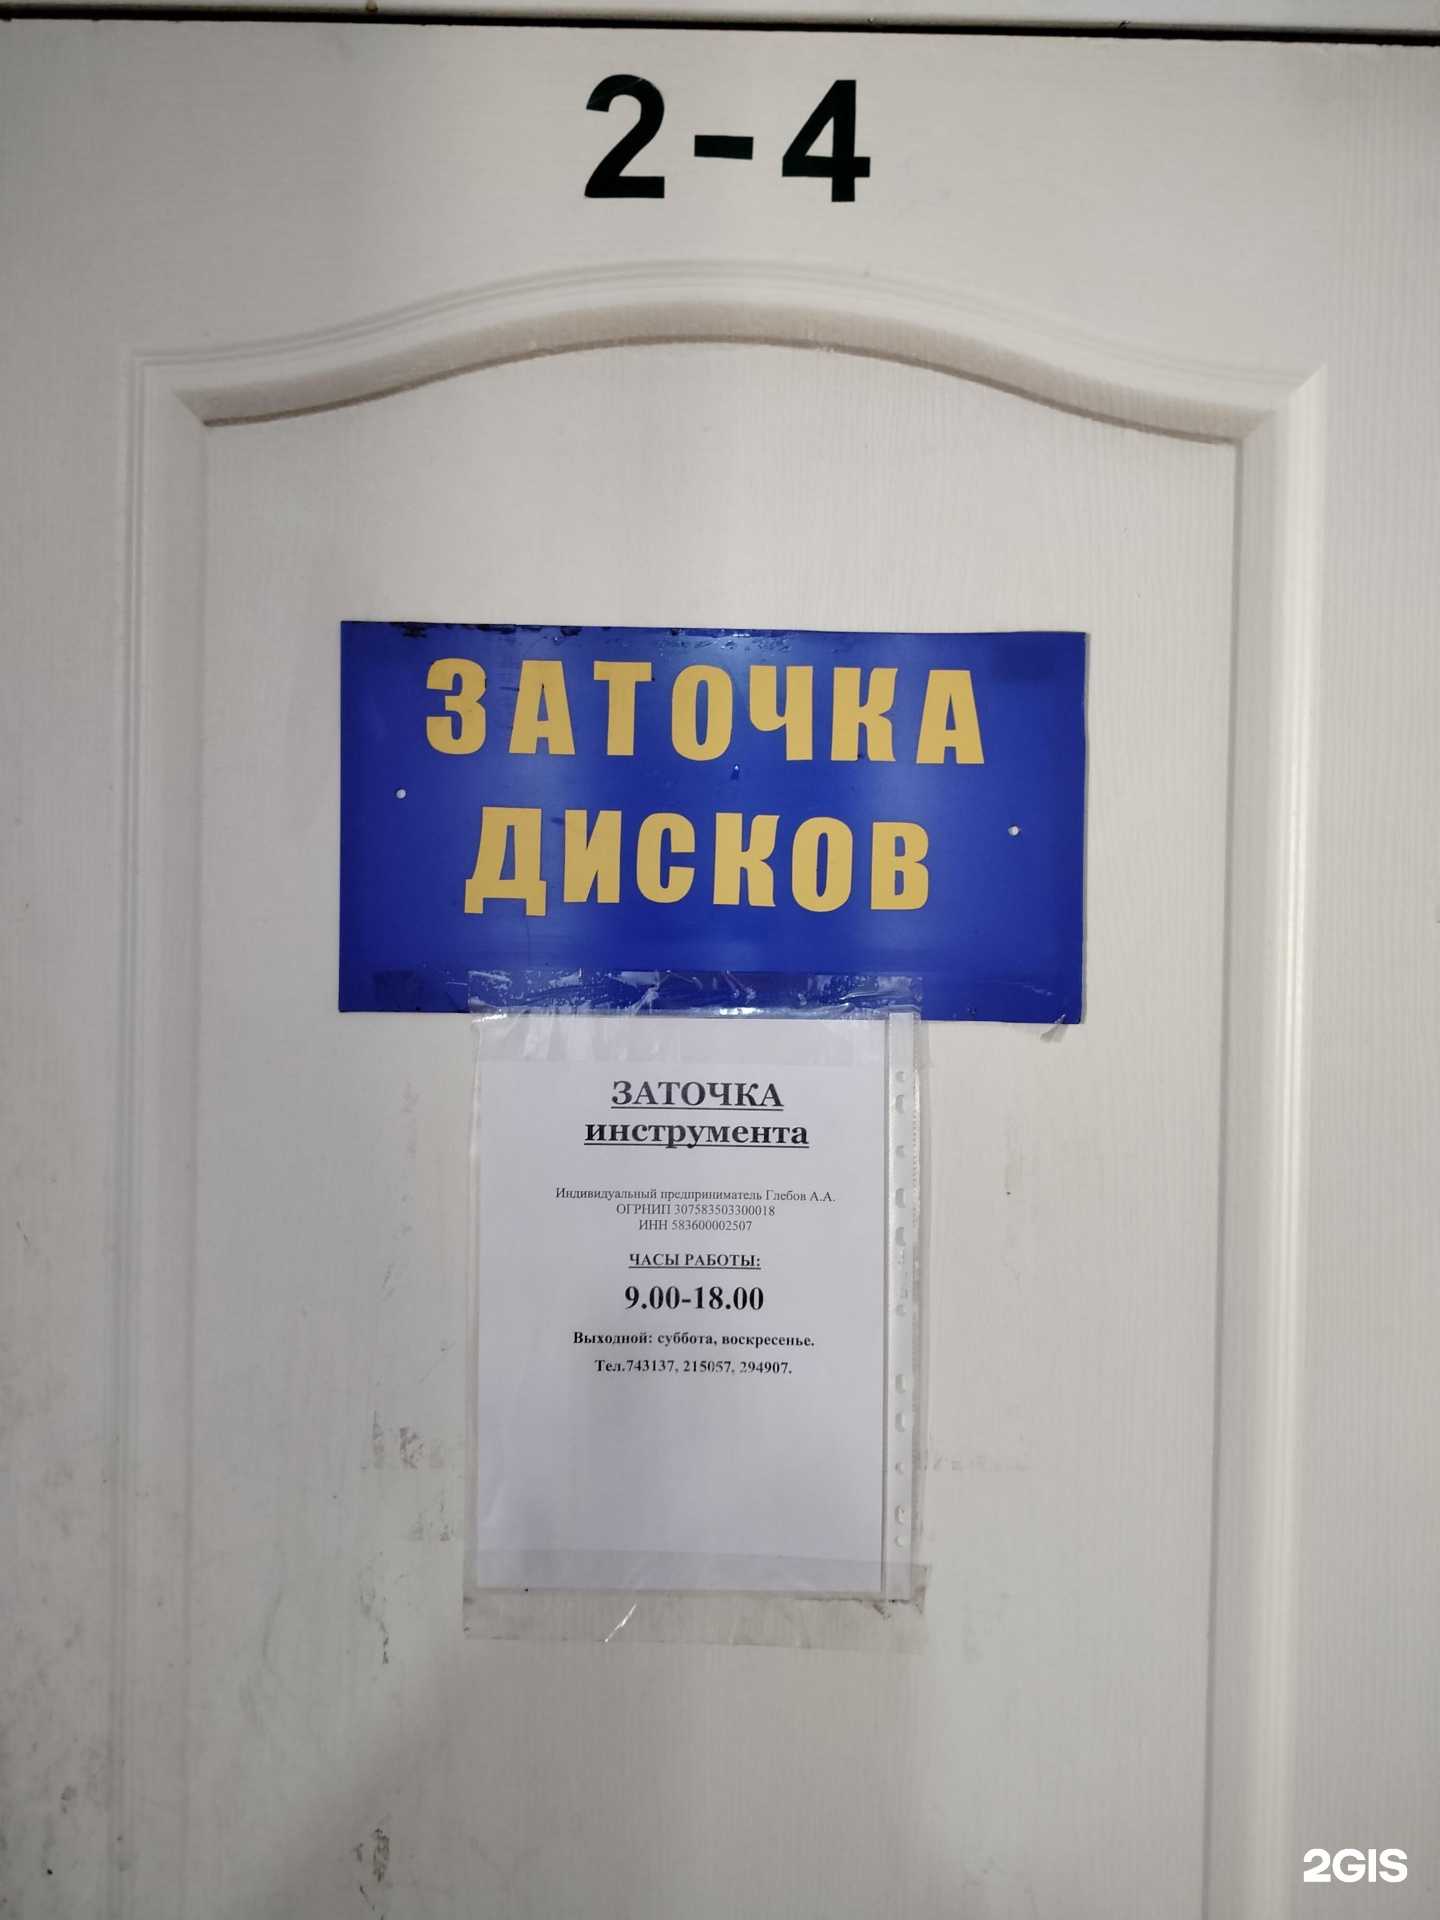 2-4
ЗАТОЧКА
ДИСКОВ
ЗАТОЧКА
инструмента
Индивидуальный предприниматель Глебов А.А.
ОГРНИП 307583503300018
ИНН 583600002507
ЧАСЫ РАБОТЫ:
9.00-18.00
Выходной: суббота, воскресенье.
Тел.743137, 215057, 294907.
2GIS